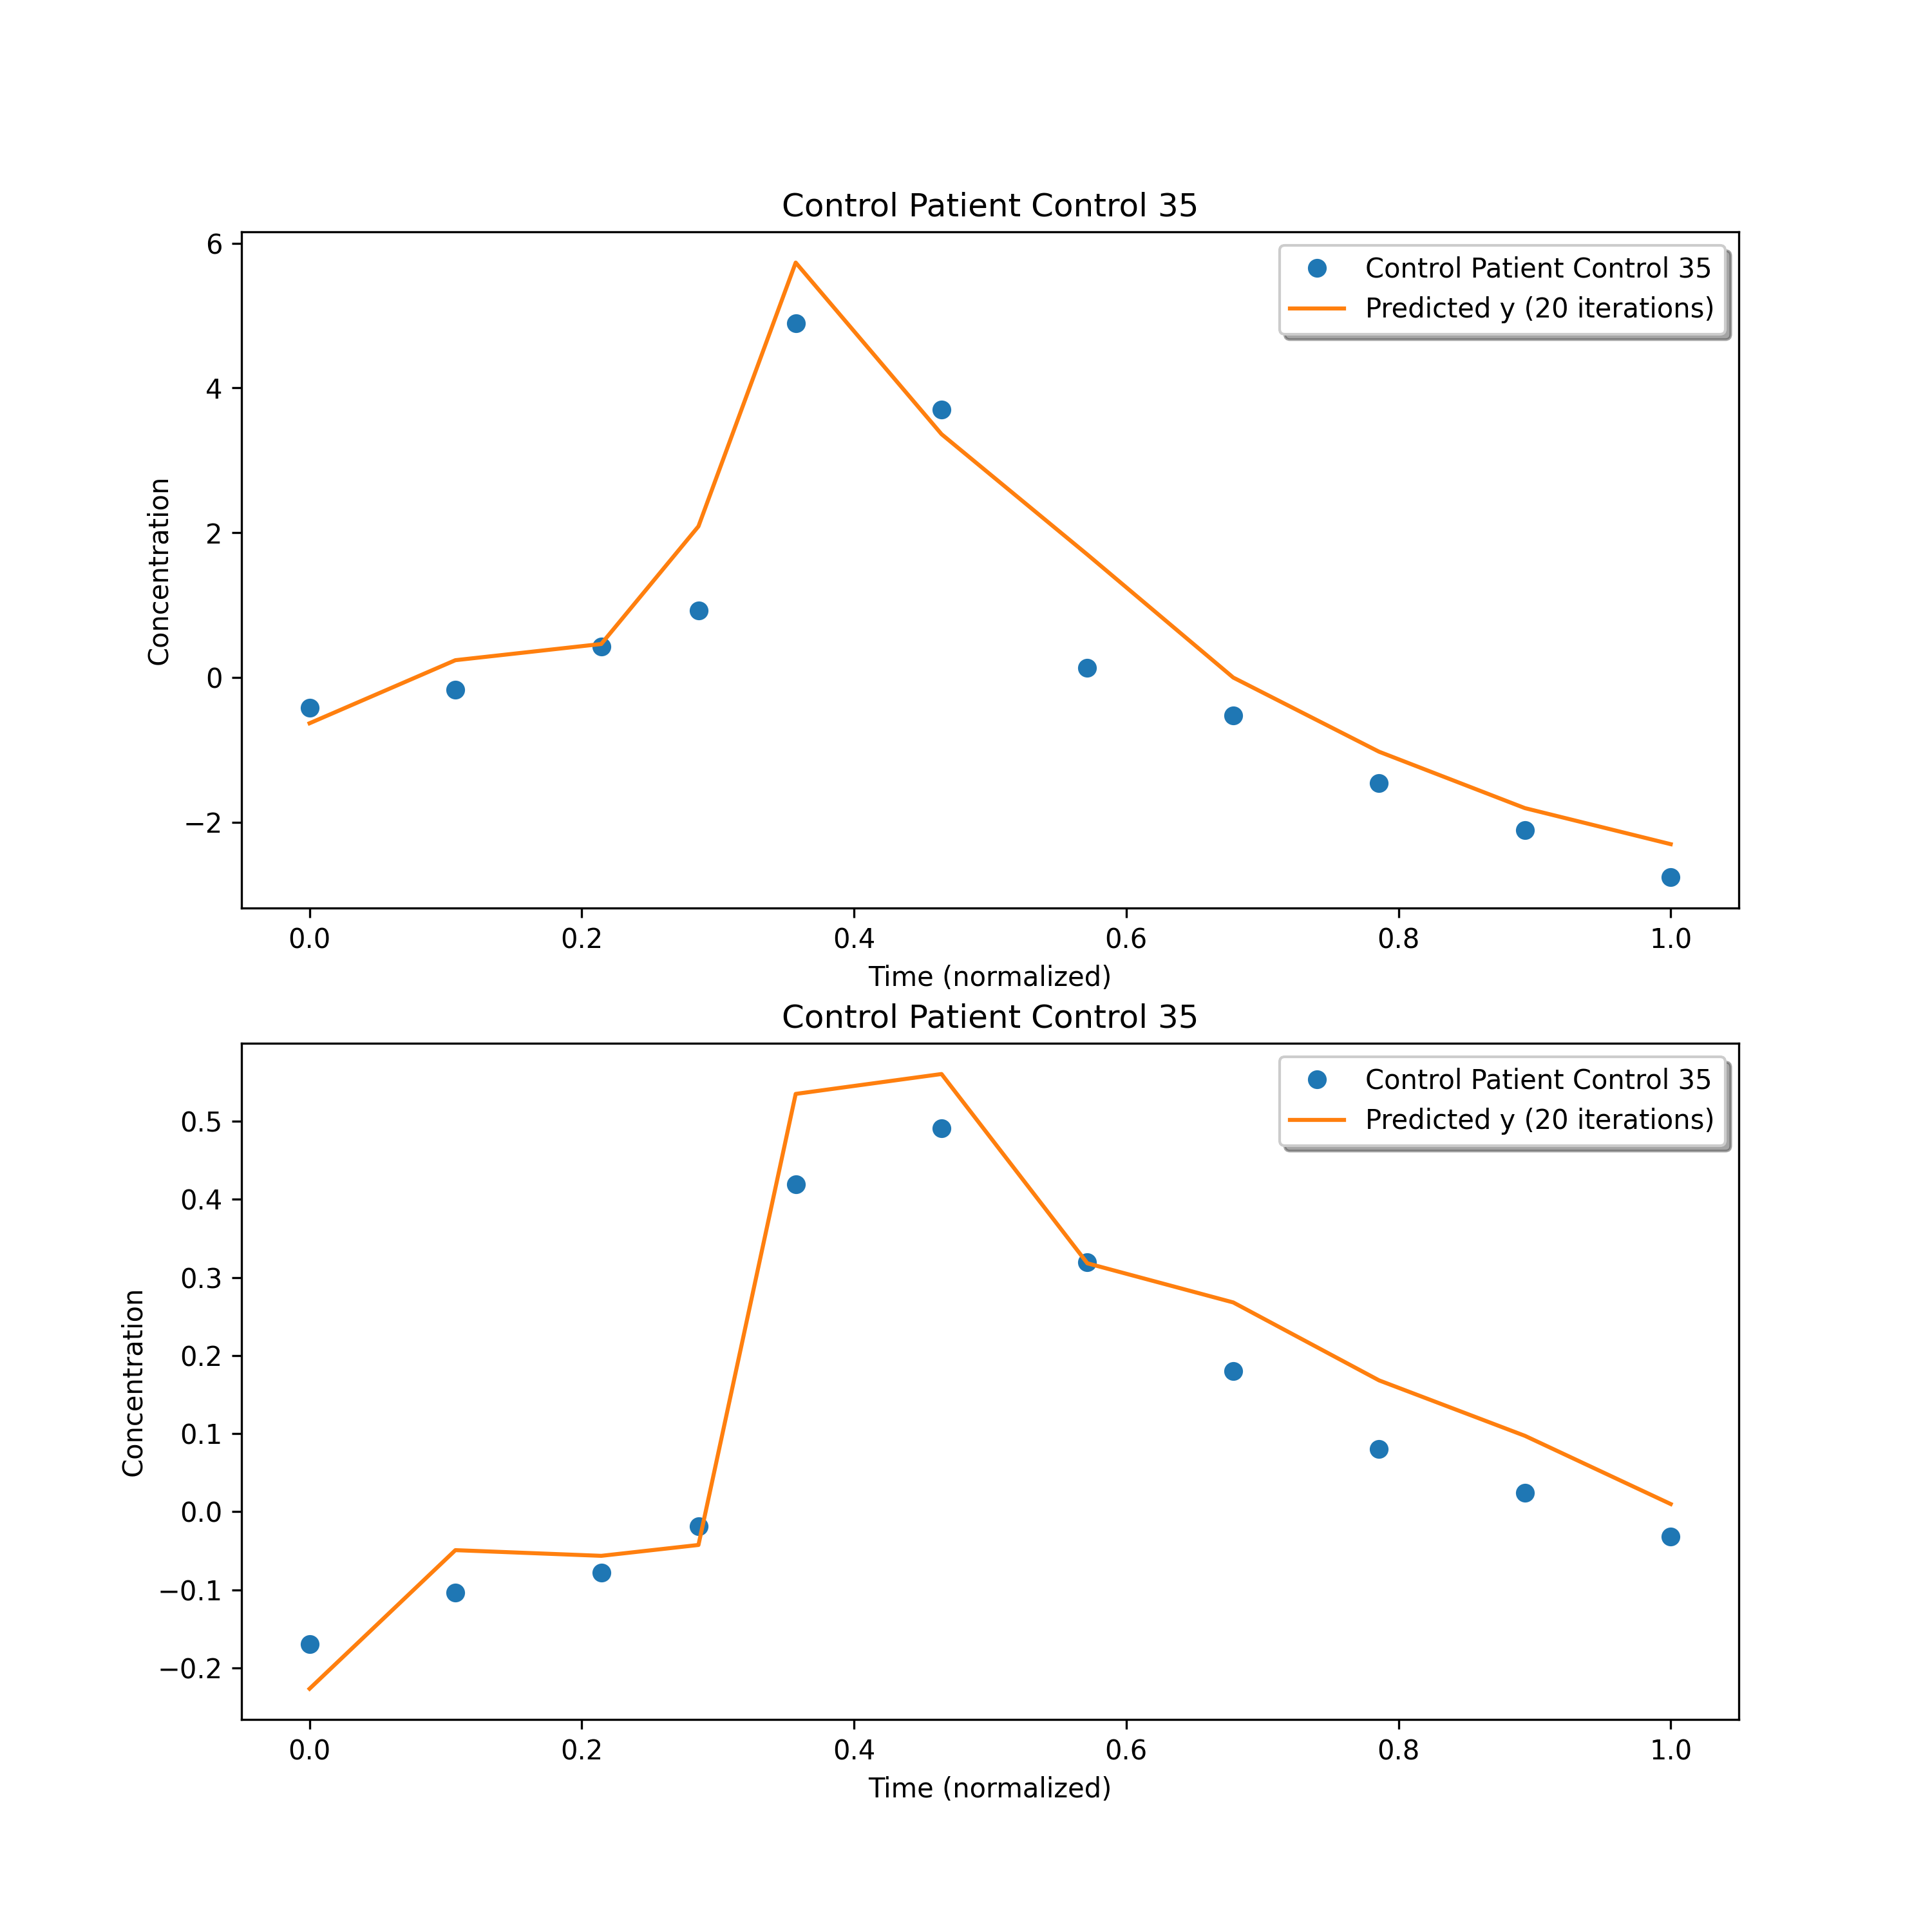 Control Patient Control 35
6
4
2
0
−2
Concentration
Control Patient Control 35
Predicted y (20 iterations)
0.0 0.2 0.4 0.6 0.8 1.0
Time (normalized)
Control Patient Control 35
0.5
0.4
0.3
0.2
0.1
0.0
−0.1
−0.2
Concentration
Control Patient Control 35
Predicted y (20 iterations)
0.0 0.2 0.4 0.6 0.8 1.0
Time (normalized)